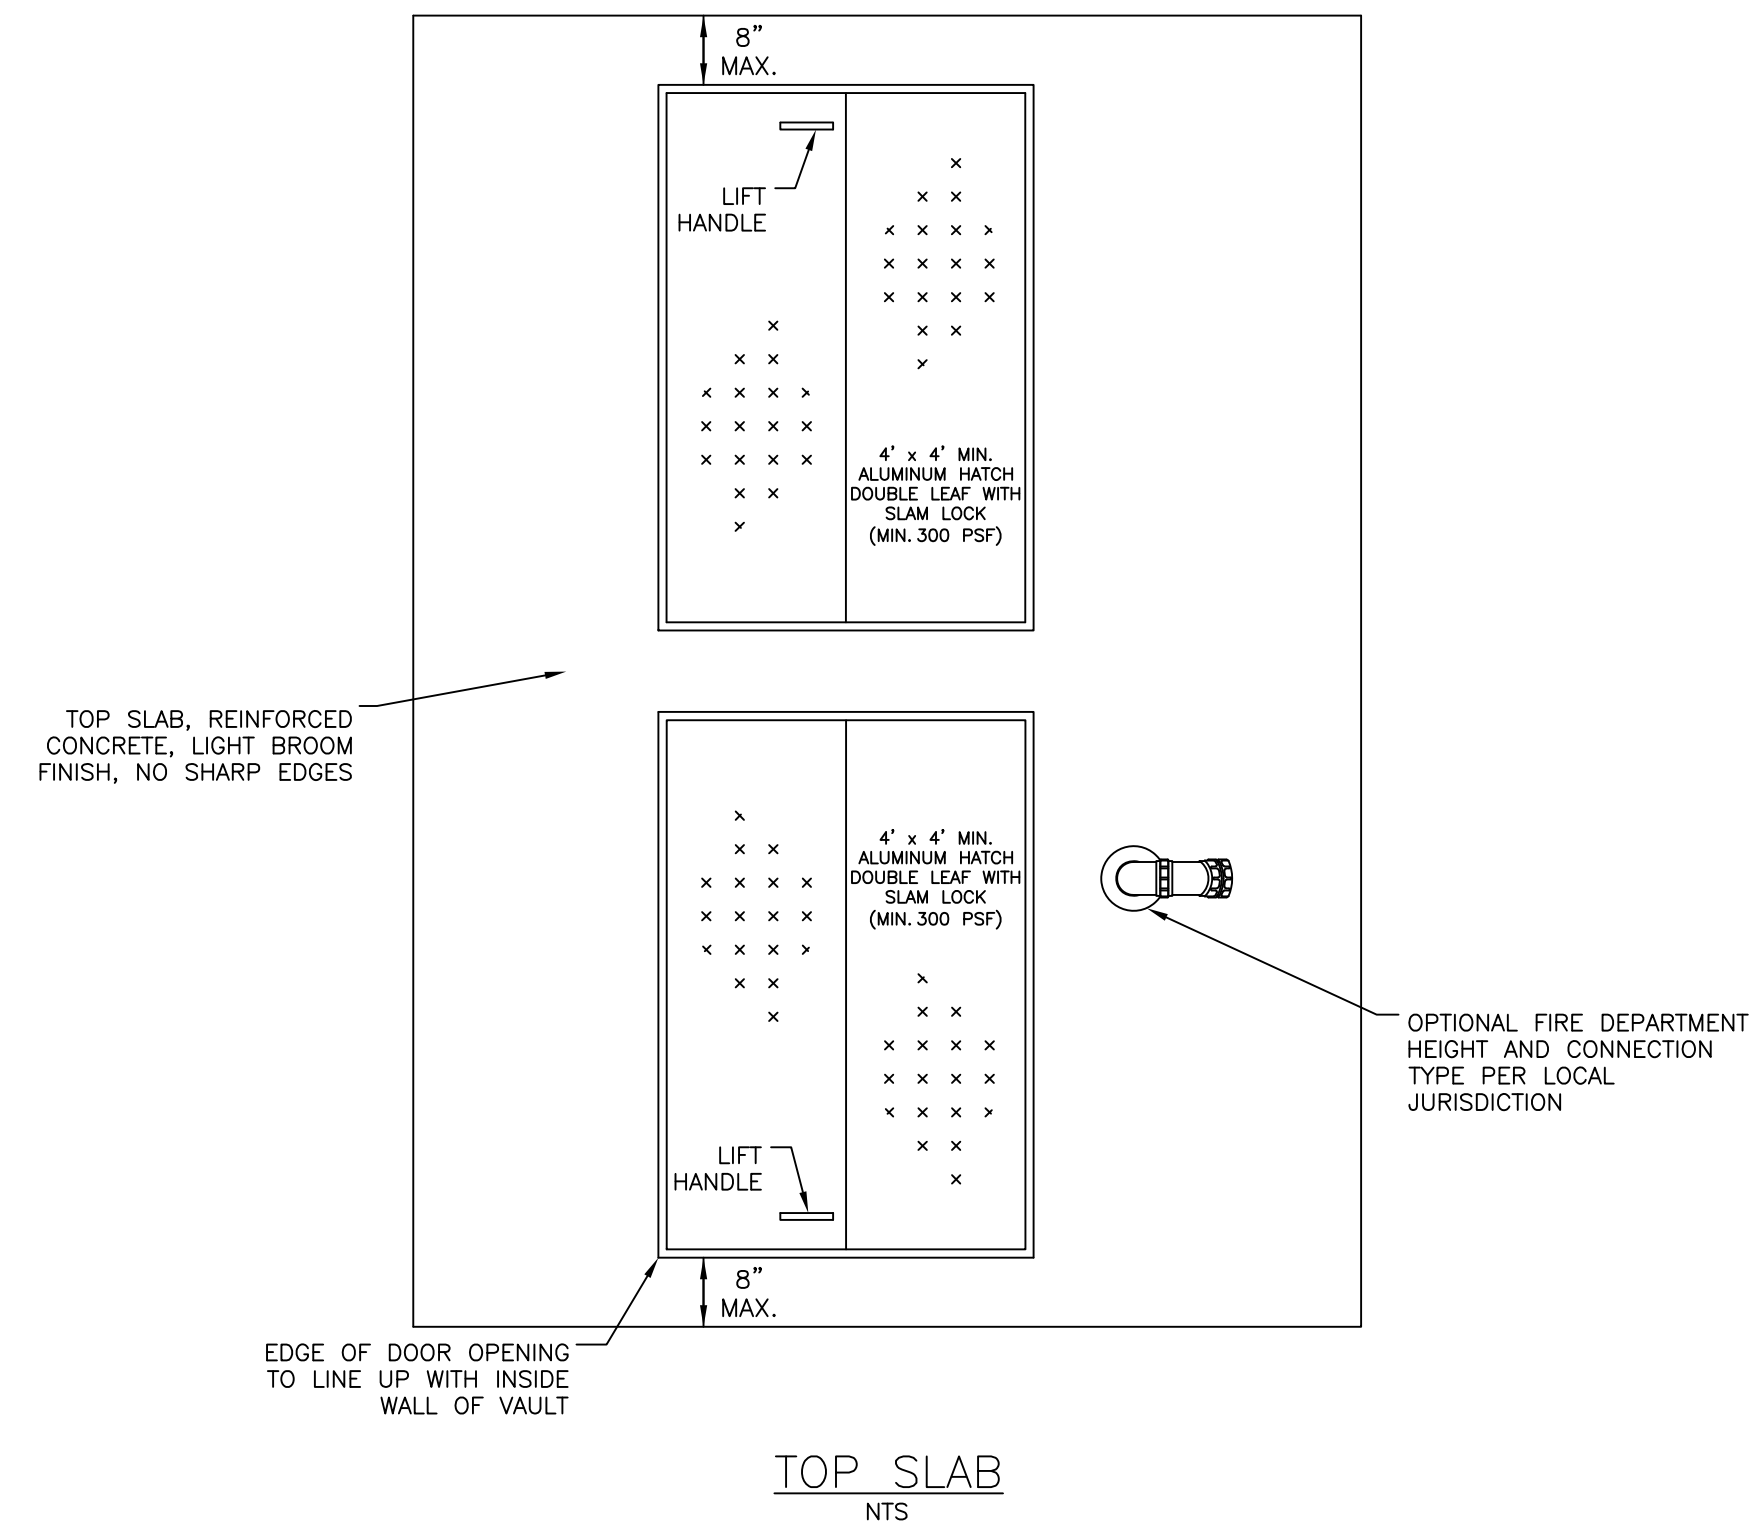 8”
MAX.
LIFT
HANDLE
4’ x 4’ MIN.
ALUMINUM HATCH
DOUBLE LEAF WITH
SLAM LOCK
(MIN. 300 PSF)
TOP SLAB, REINFORCED
CONCRETE, LIGHT BROOM
FINISH, NO SHARP EDGES
4’ x 4’ MIN.
ALUMINUM HATCH
DOUBLE LEAF WITH
SLAM LOCK
(MIN. 300 PSF)
OPTIONAL FIRE DEPARTMENT
HEIGHT AND CONNECTION
TYPE PER LOCAL
JURISDICTION
LIFT
HANDLE
8”
MAX.
EDGE OF DOOR OPENING
TO LINE UP WITH INSIDE
WALL OF VAULT
TOP SLAB
NTS